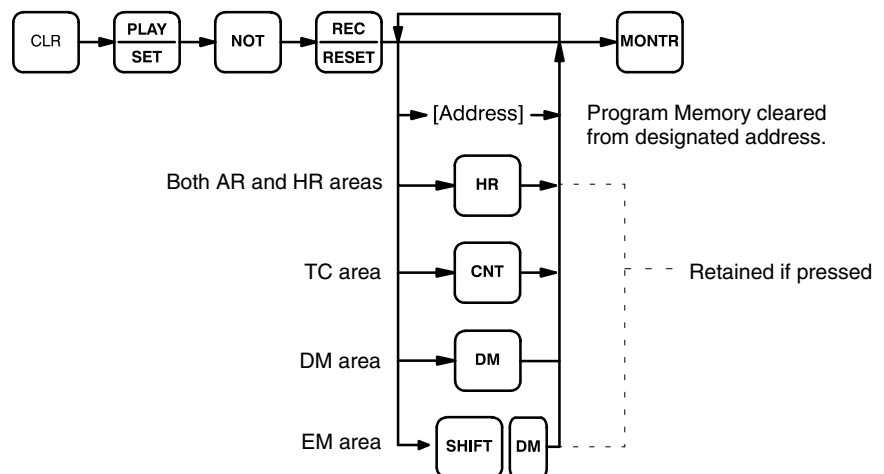 CLR
PLAY
SET
NOT
REC
RESET
MONTR
[Address]
Program Memory cleared
from designated address.
Both AR and HR areas
HR
TC area
CNT
Retained if pressed
DM area
DM
EM area
SHIFT
DM